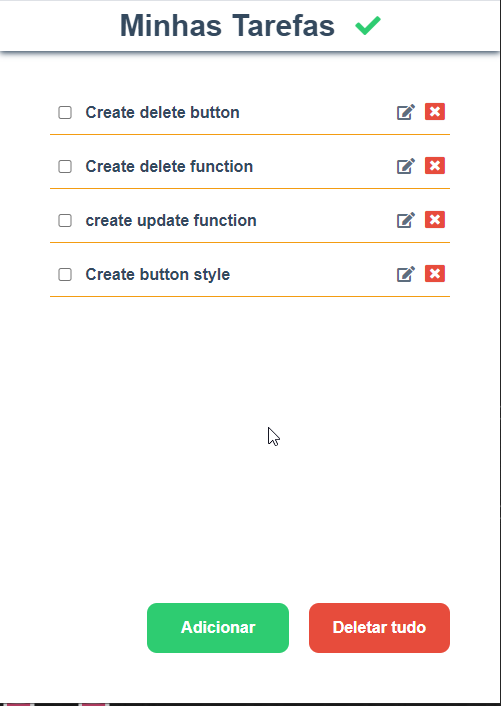 Minhas Tarefas
Create delete button
Create delete function
create update function
Create button style
Adicionar
Deletar tudo